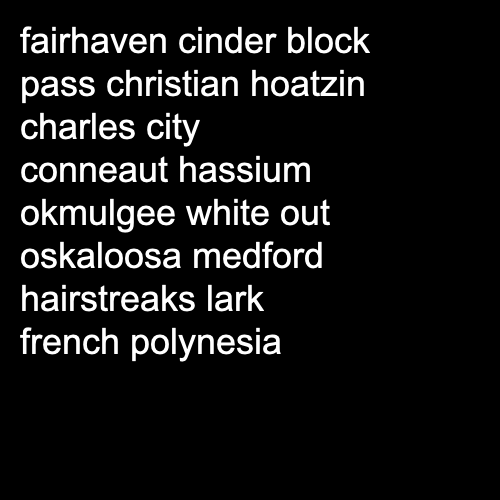 fairhaven cinder block
pass christian hoatzin
charles city
conneaut hassium
okmulgee white out
oskaloosa medford
hairstreaks lark
french polynesia